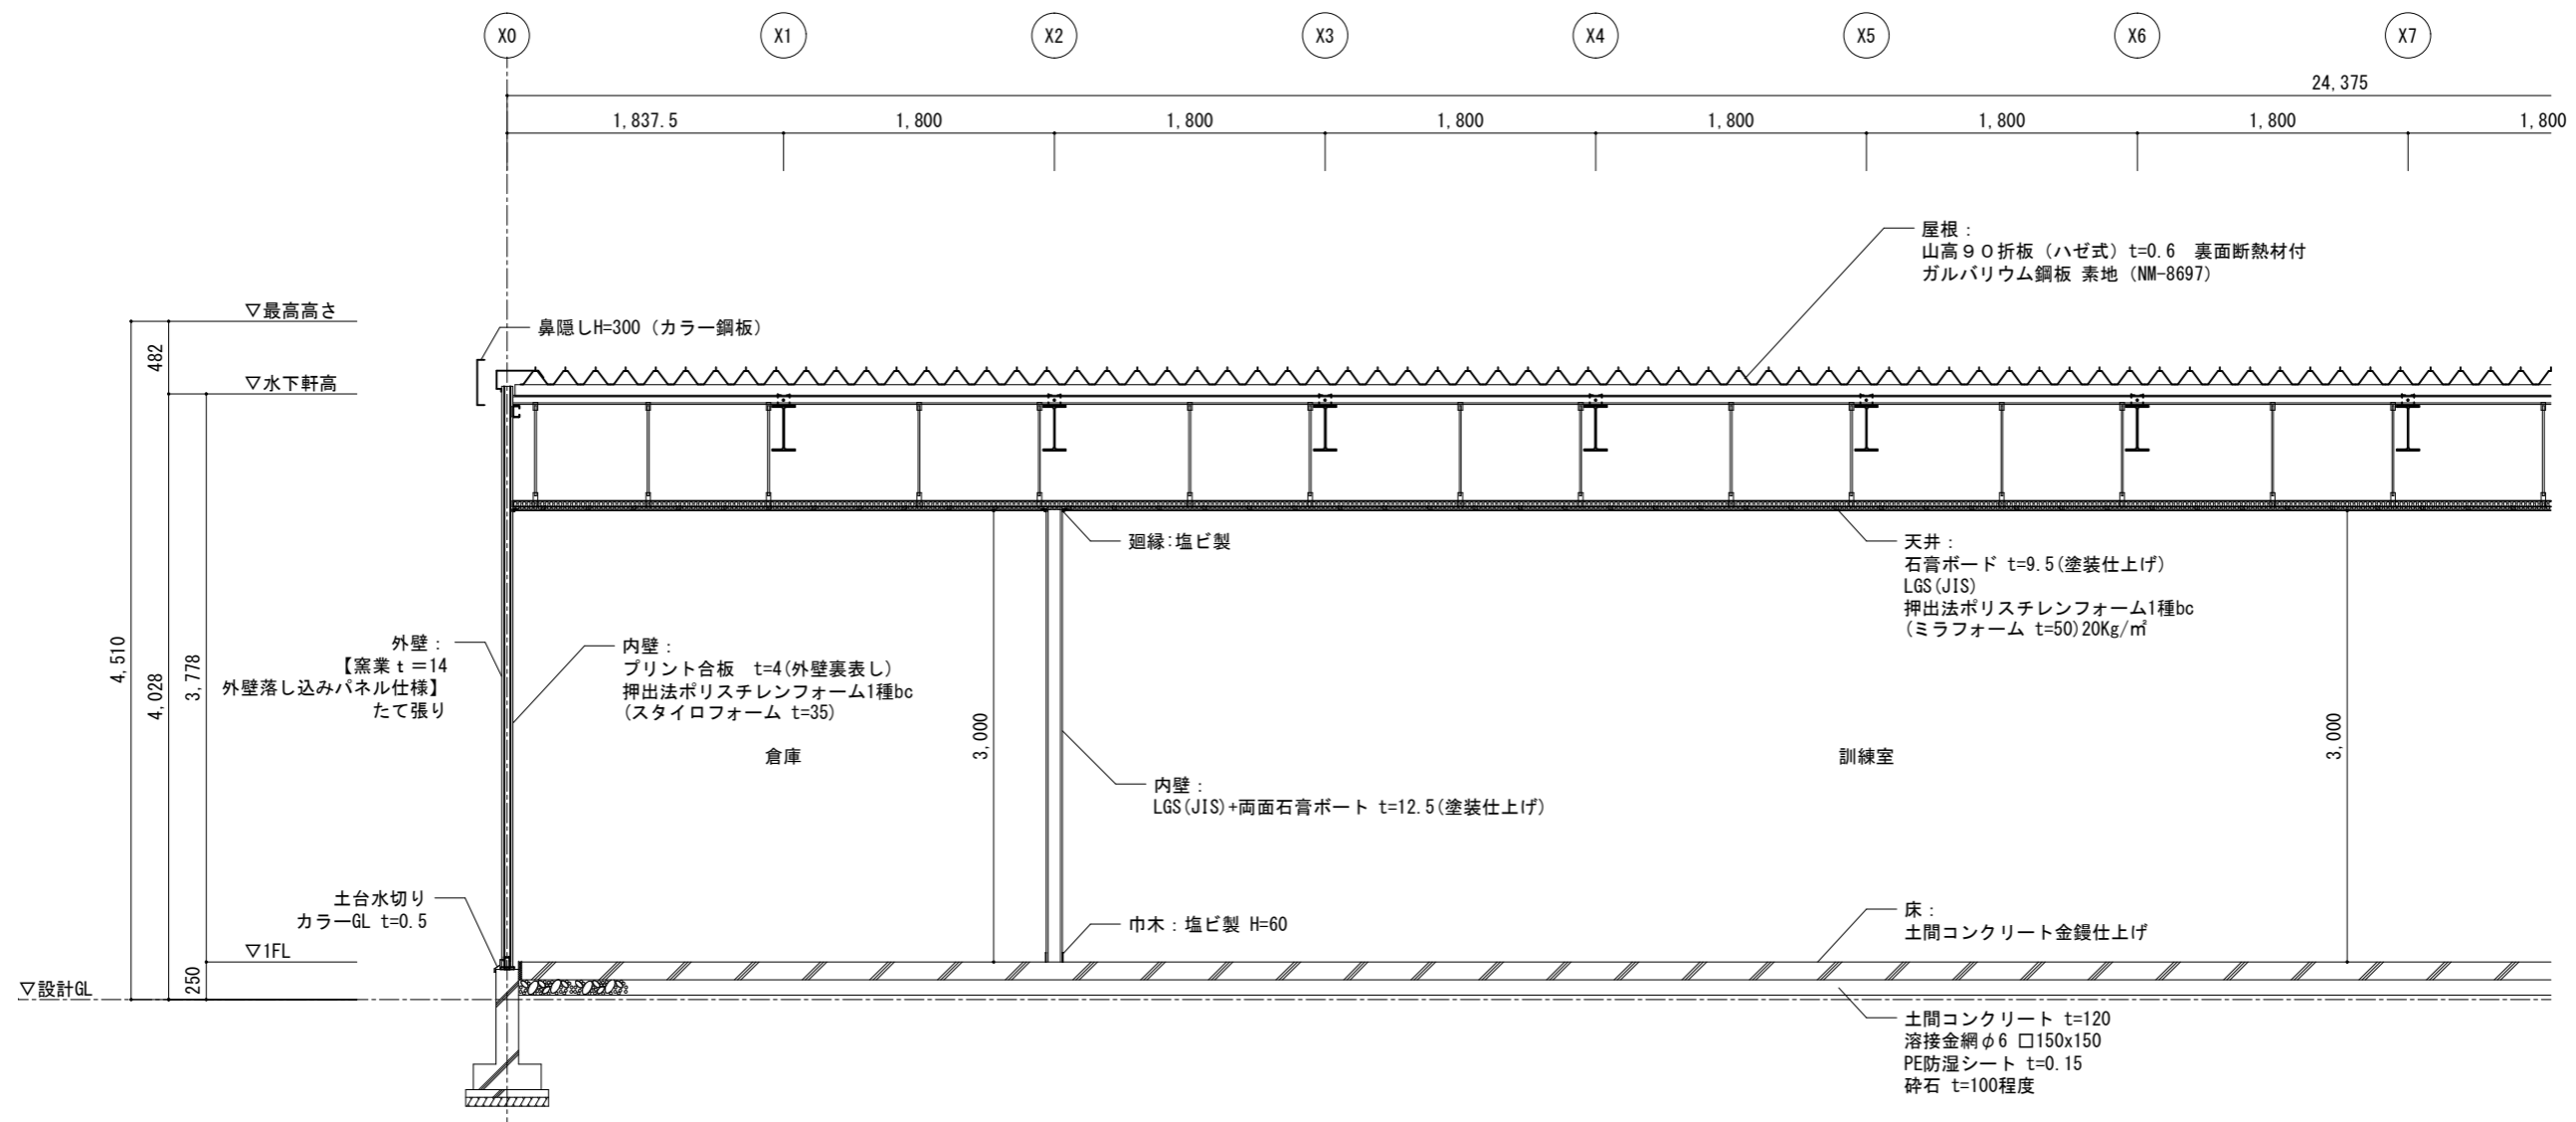 X0
X1
X2
X3
X4
X5
X6
X7
24,375
1,837.5
1,800
1,800
1,800
1,800
1,800
1,800
1,800
屋根：
山高９０折板（ハゼ式）t=0.6　裏面断熱材付
ガルバリウム鋼板 素地（NM-8697）
▽最高高さ
鼻隠しH=300（カラー鋼板）
482
▽水下軒高
廻縁:塩ビ製
天井：
石膏ボード t=9.5(塗装仕上げ)
LGS(JIS)
押出法ポリスチレンフォーム1種bc
(ミラフォーム t=50)20Kg/㎡
4,510
4,028
3,778
外壁：
【窯業ｔ＝14
外壁落し込みパネル仕様】
たて張り
内壁：
プリント合板　t=4(外壁裏表し)
押出法ポリスチレンフォーム1種bc
(スタイロフォーム t=35)
倉庫
3,000
訓練室
3,000
内壁：
LGS(JIS)+両面石膏ボート t=12.5(塗装仕上げ)
土台水切り
カラーGL t=0.5
巾木：塩ビ製 H=60
床：
土間コンクリート金鏝仕上げ
▽1FL
250
▽設計GL
土間コンクリート t=120
溶接金網φ6 □150x150
PE防湿シート t=0.15
砕石 t=100程度